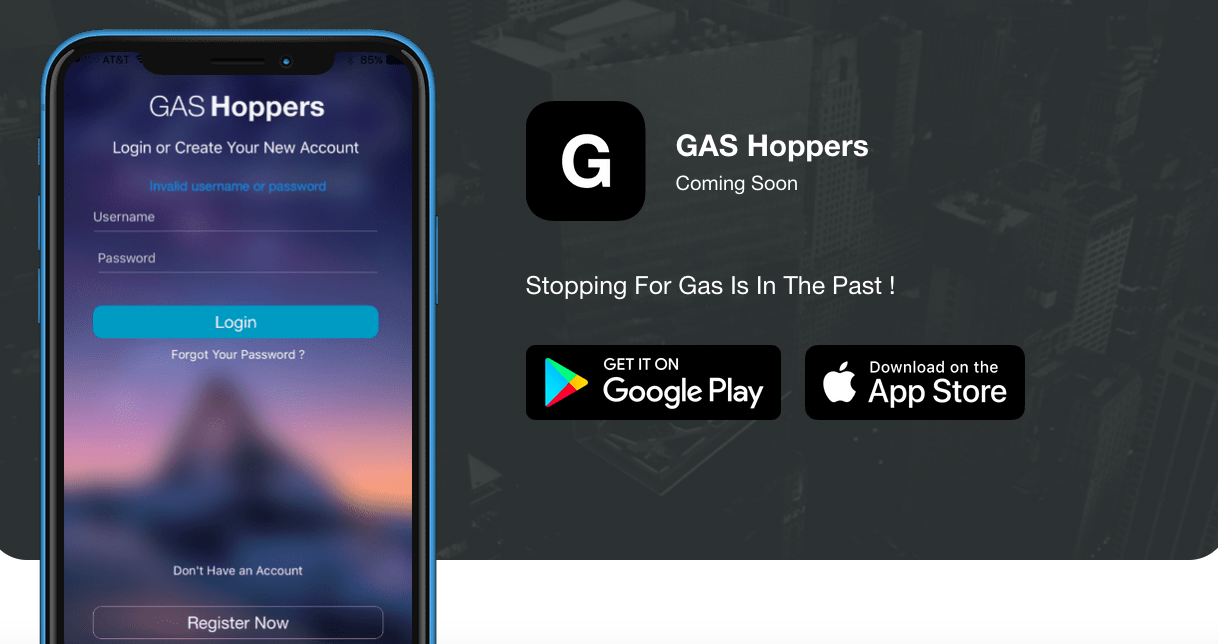 AT&T
85%
GAS Hoppers
Login or Create Your New Account
Invalid username or password
Username
Password
Login
Forgot Your Password ?
Don't Have an Account
Register Now
G
GAS Hoppers
Coming Soon
Stopping For Gas Is In The Past !
GET IT ON
Google Play
Download on the
App Store